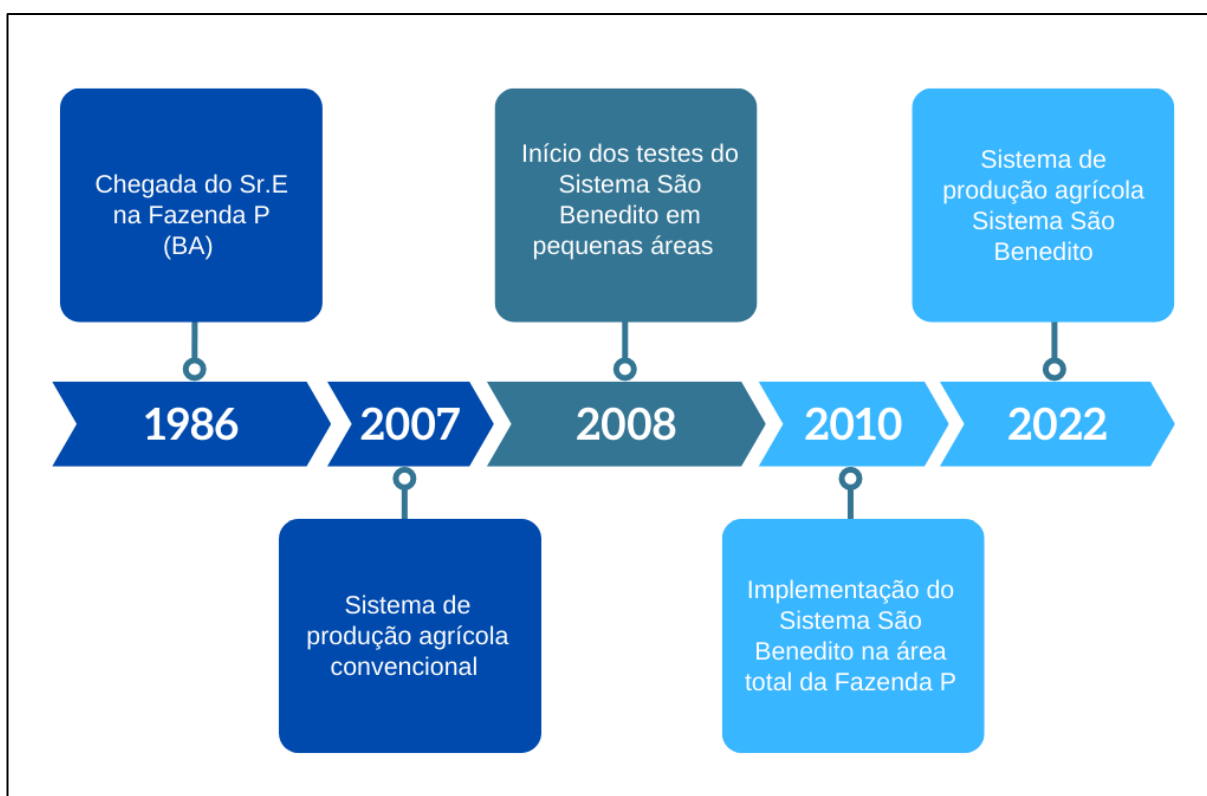 Chegada do Sr.E
na Fazenda P
(BA)
Início dos testes do
Sistema São
Benedito em
pequenas áreas
Sistema de
produção agrícola
Sistema São
Benedito
1986
2007
2008
2010
2022
Sistema de
produção agrícola
convencional
Implementação do
Sistema São
Benedito na área
total da Fazenda P